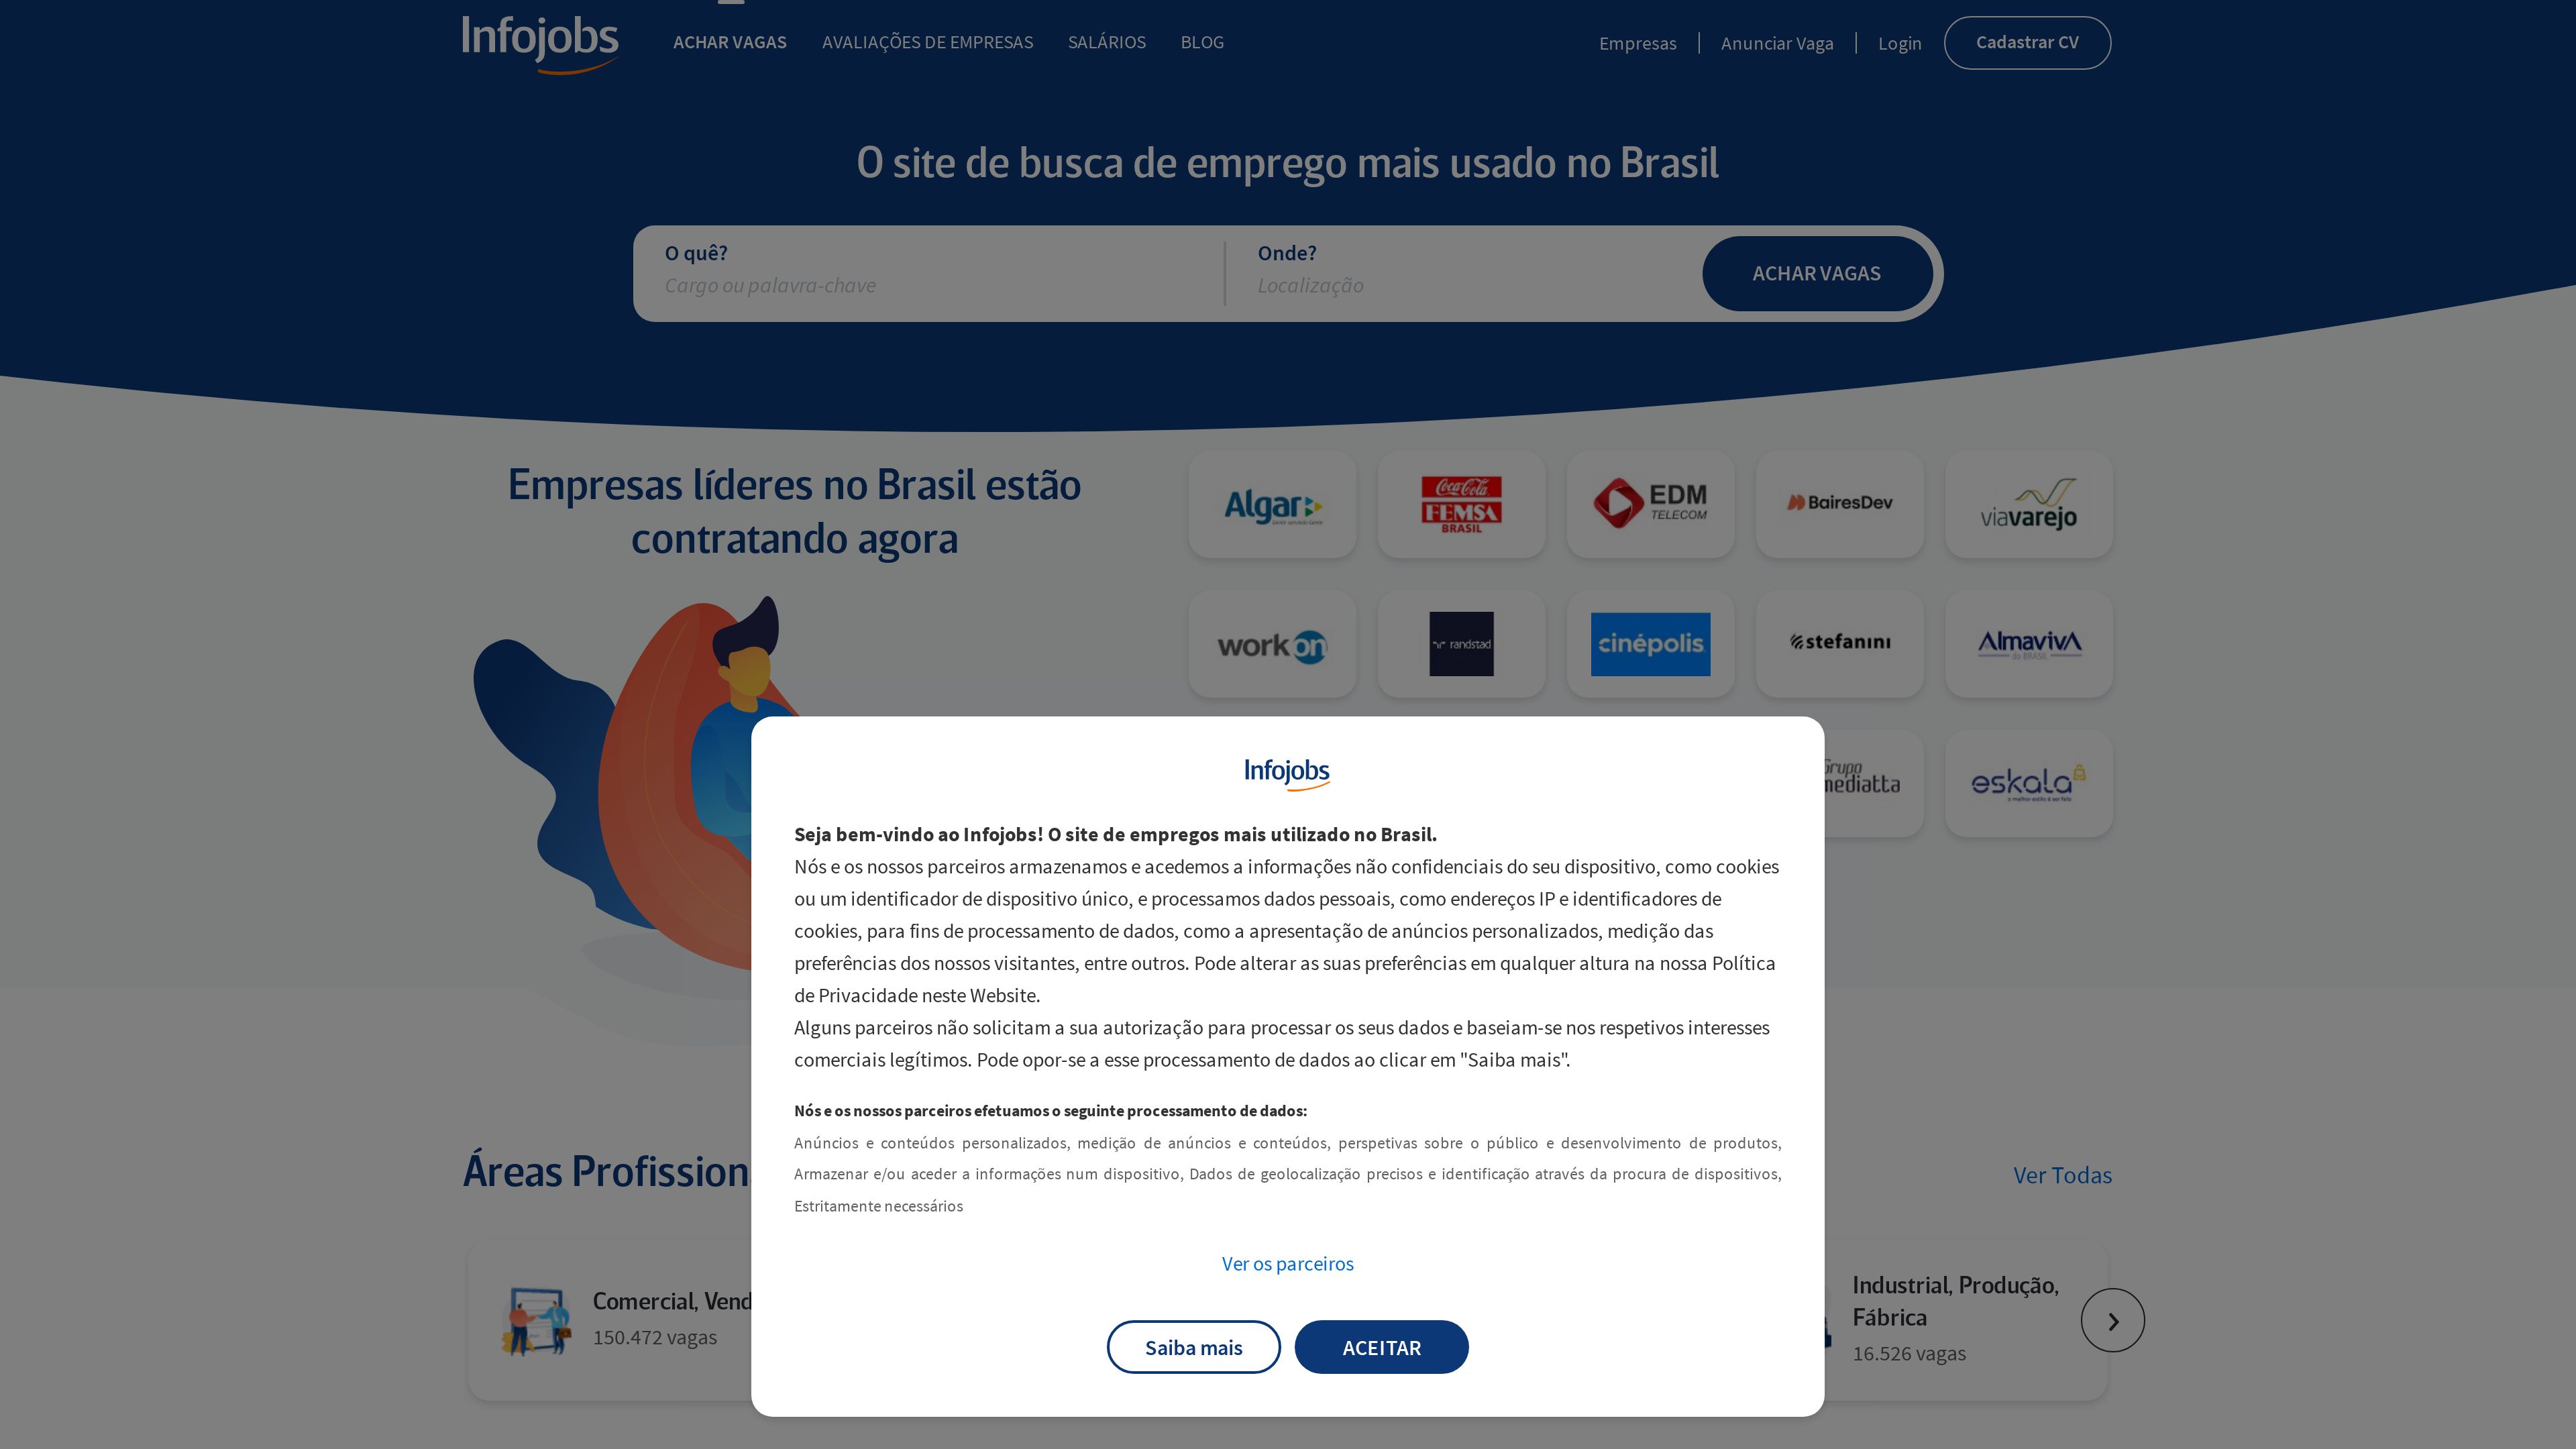 Infojobs
ACHAR VAGAS
AVALIAÇÕES DE EMPRESAS
SALÁRIOS
BLOG
Empresas
Anunciar Vaga
Login
Cadastrar CV
O site de busca de emprego mais usado no Brasil
O quê?
Cargo ou palavra-chave
Onde?
Localização
ACHAR VAGAS
Empresas líderes no Brasil estão
contratando agora
Algar
Coca-Cola
FEMSA
BRASIL
EDM
TELECOM
BairesDev
viavarejo
work on
randstad
cinépolis
stefanini
AlmavivA
do BRASIL
Grupo
mediatta
eskala
Infojobs
Seja bem-vindo ao Infojobs! O site de empregos mais utilizado no Brasil.
Nós e os nossos parceiros armazenamos e acedemos a informações não confidenciais do seu dispositivo, como cookies
ou um identificador de dispositivo único, e processamos dados pessoais, como endereços IP e identificadores de
cookies, para fins de processamento de dados, como a apresentação de anúncios personalizados, medição das
preferências dos nossos visitantes, entre outros. Pode alterar as suas preferências em qualquer altura na nossa Política
de Privacidade neste Website.
Alguns parceiros não solicitam a sua autorização para processar os seus dados e baseiam-se nos respetivos interesses
comerciais legítimos. Pode opor-se a esse processamento de dados ao clicar em "Saiba mais".
Nós e os nossos parceiros efetuamos o seguinte processamento de dados:
Anúncios e conteúdos personalizados, medição de anúncios e conteúdos, perspetivas sobre o público e desenvolvimento de produtos,
Armazenar e/ou aceder a informações num dispositivo, Dados de geolocalização precisos e identificação através da procura de dispositivos,
Estritamente necessários
Ver os parceiros
Saiba mais
ACEITAR
Áreas Profission
Ver Todas
Comercial, Vend
150.472 vagas
Industrial, Produção,
Fábrica
16.526 vagas